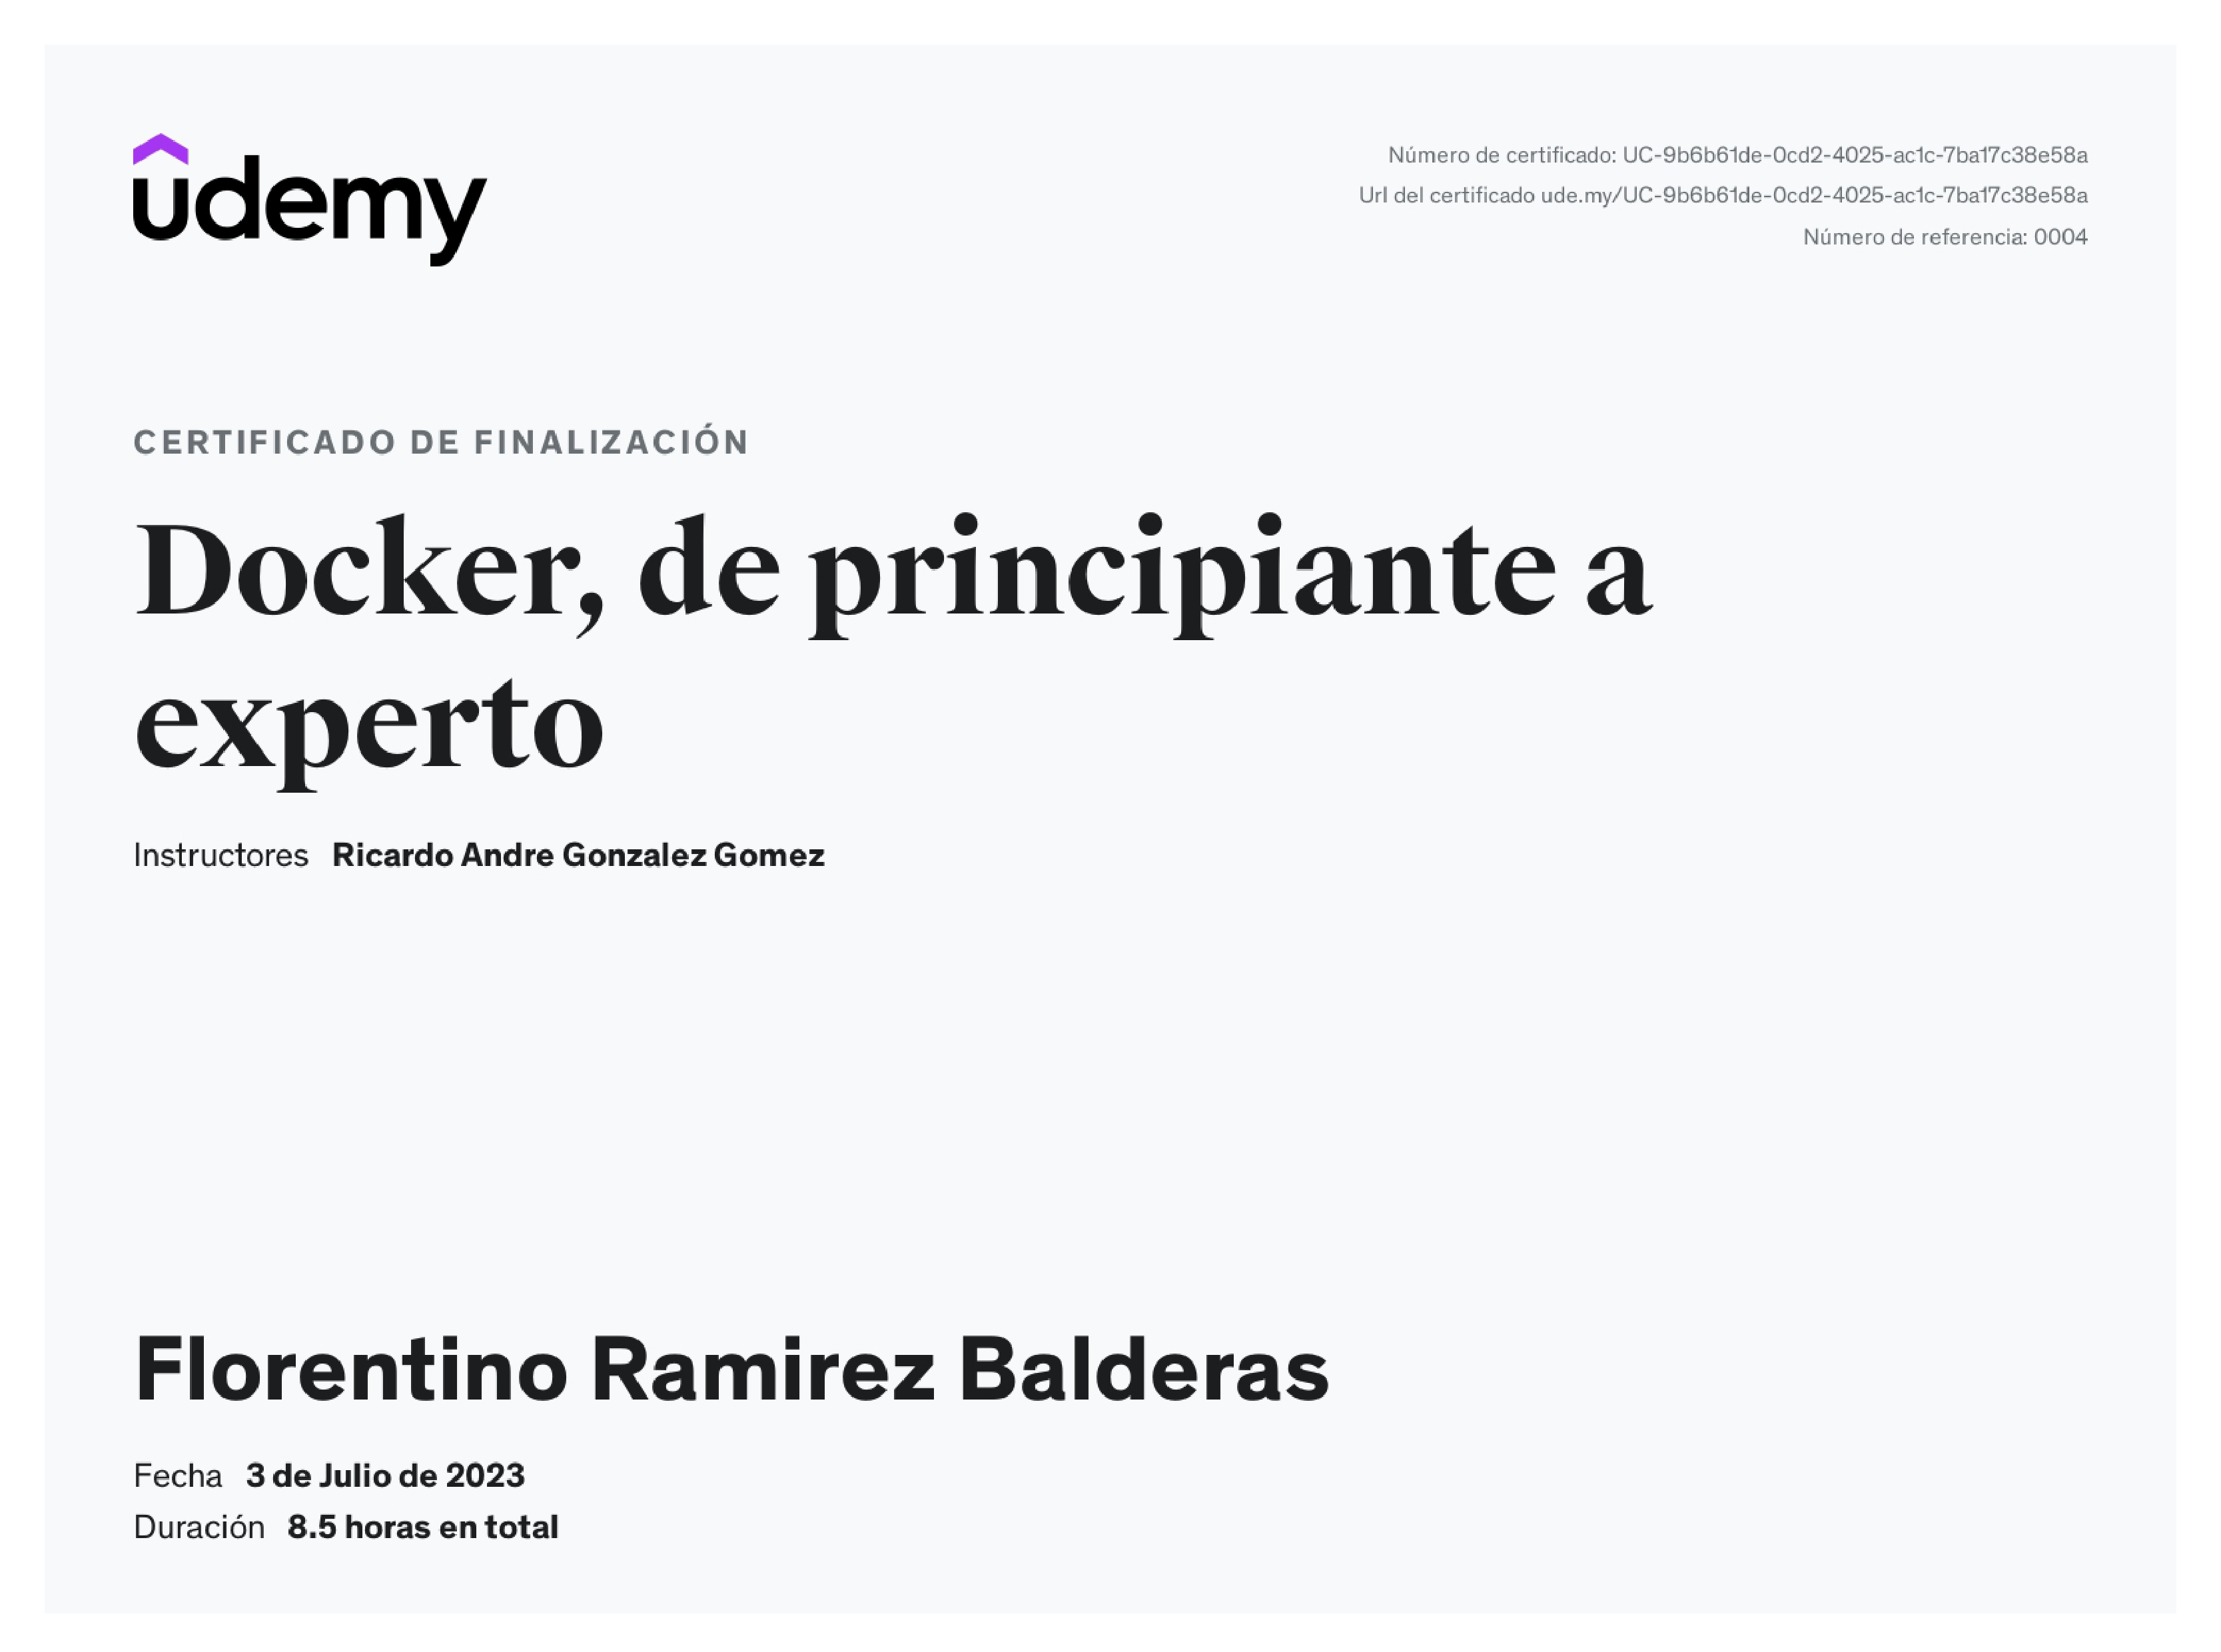 udemy
Número de certificado: UC-9b6b61de-0cd2-4025-ac1c-7ba17c38e58a
Url del certificado ude.my/UC-9b6b61de-0cd2-4025-ac1c-7ba17c38e58a
Número de referencia: 0004
CERTIFICADO DE FINALIZACIÓN
Docker, de principiante a
experto
Instructores Ricardo Andre Gonzalez Gomez
Florentino Ramirez Balderas
Fecha 3 de Julio de 2023
Duración 8.5 horas en total